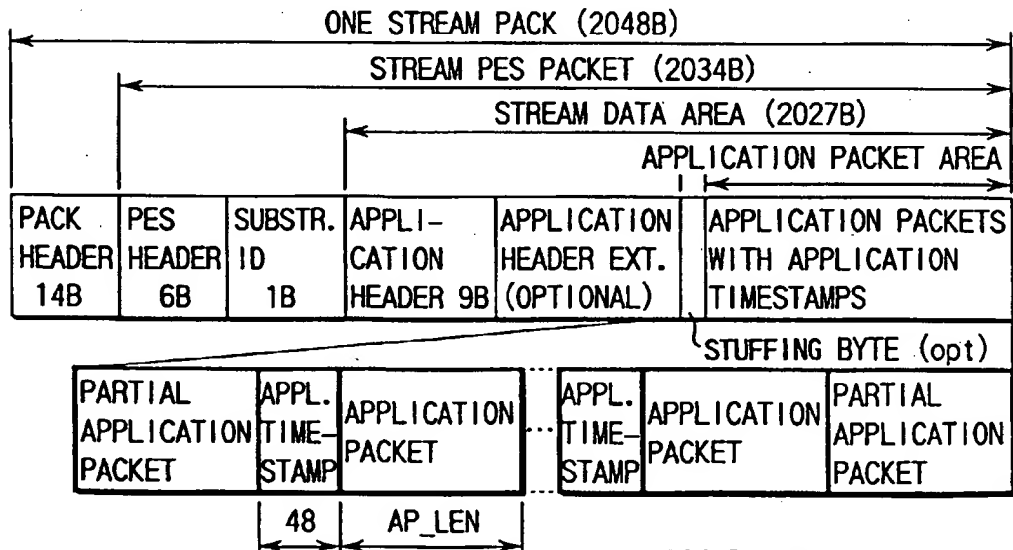 ONE STREAM PACK (2048B)
STREAM PES PACKET (2034B)
STREAM DATA AREA (2027B)
APPLICATION PACKET AREA
PACK HEADER 14B
PES HEADER 6B
SUBSTR. ID 1B
APPLI-
CATION
HEADER 9B
APPLICATION
HEADER EXT.
(OPTIONAL)
APPLICATION PACKETS
WITH APPLICATION
TIMESTAMPS
STUFFING BYTE (opt)
PARTIAL
APPLICATION
PACKET
APPL.
TIME-
STAMP
APPLICATION
PACKET
APPL.
TIME-
STAMP
APPLICATION
PACKET
PARTIAL
APPLICATION
PACKET
48
AP_LEN